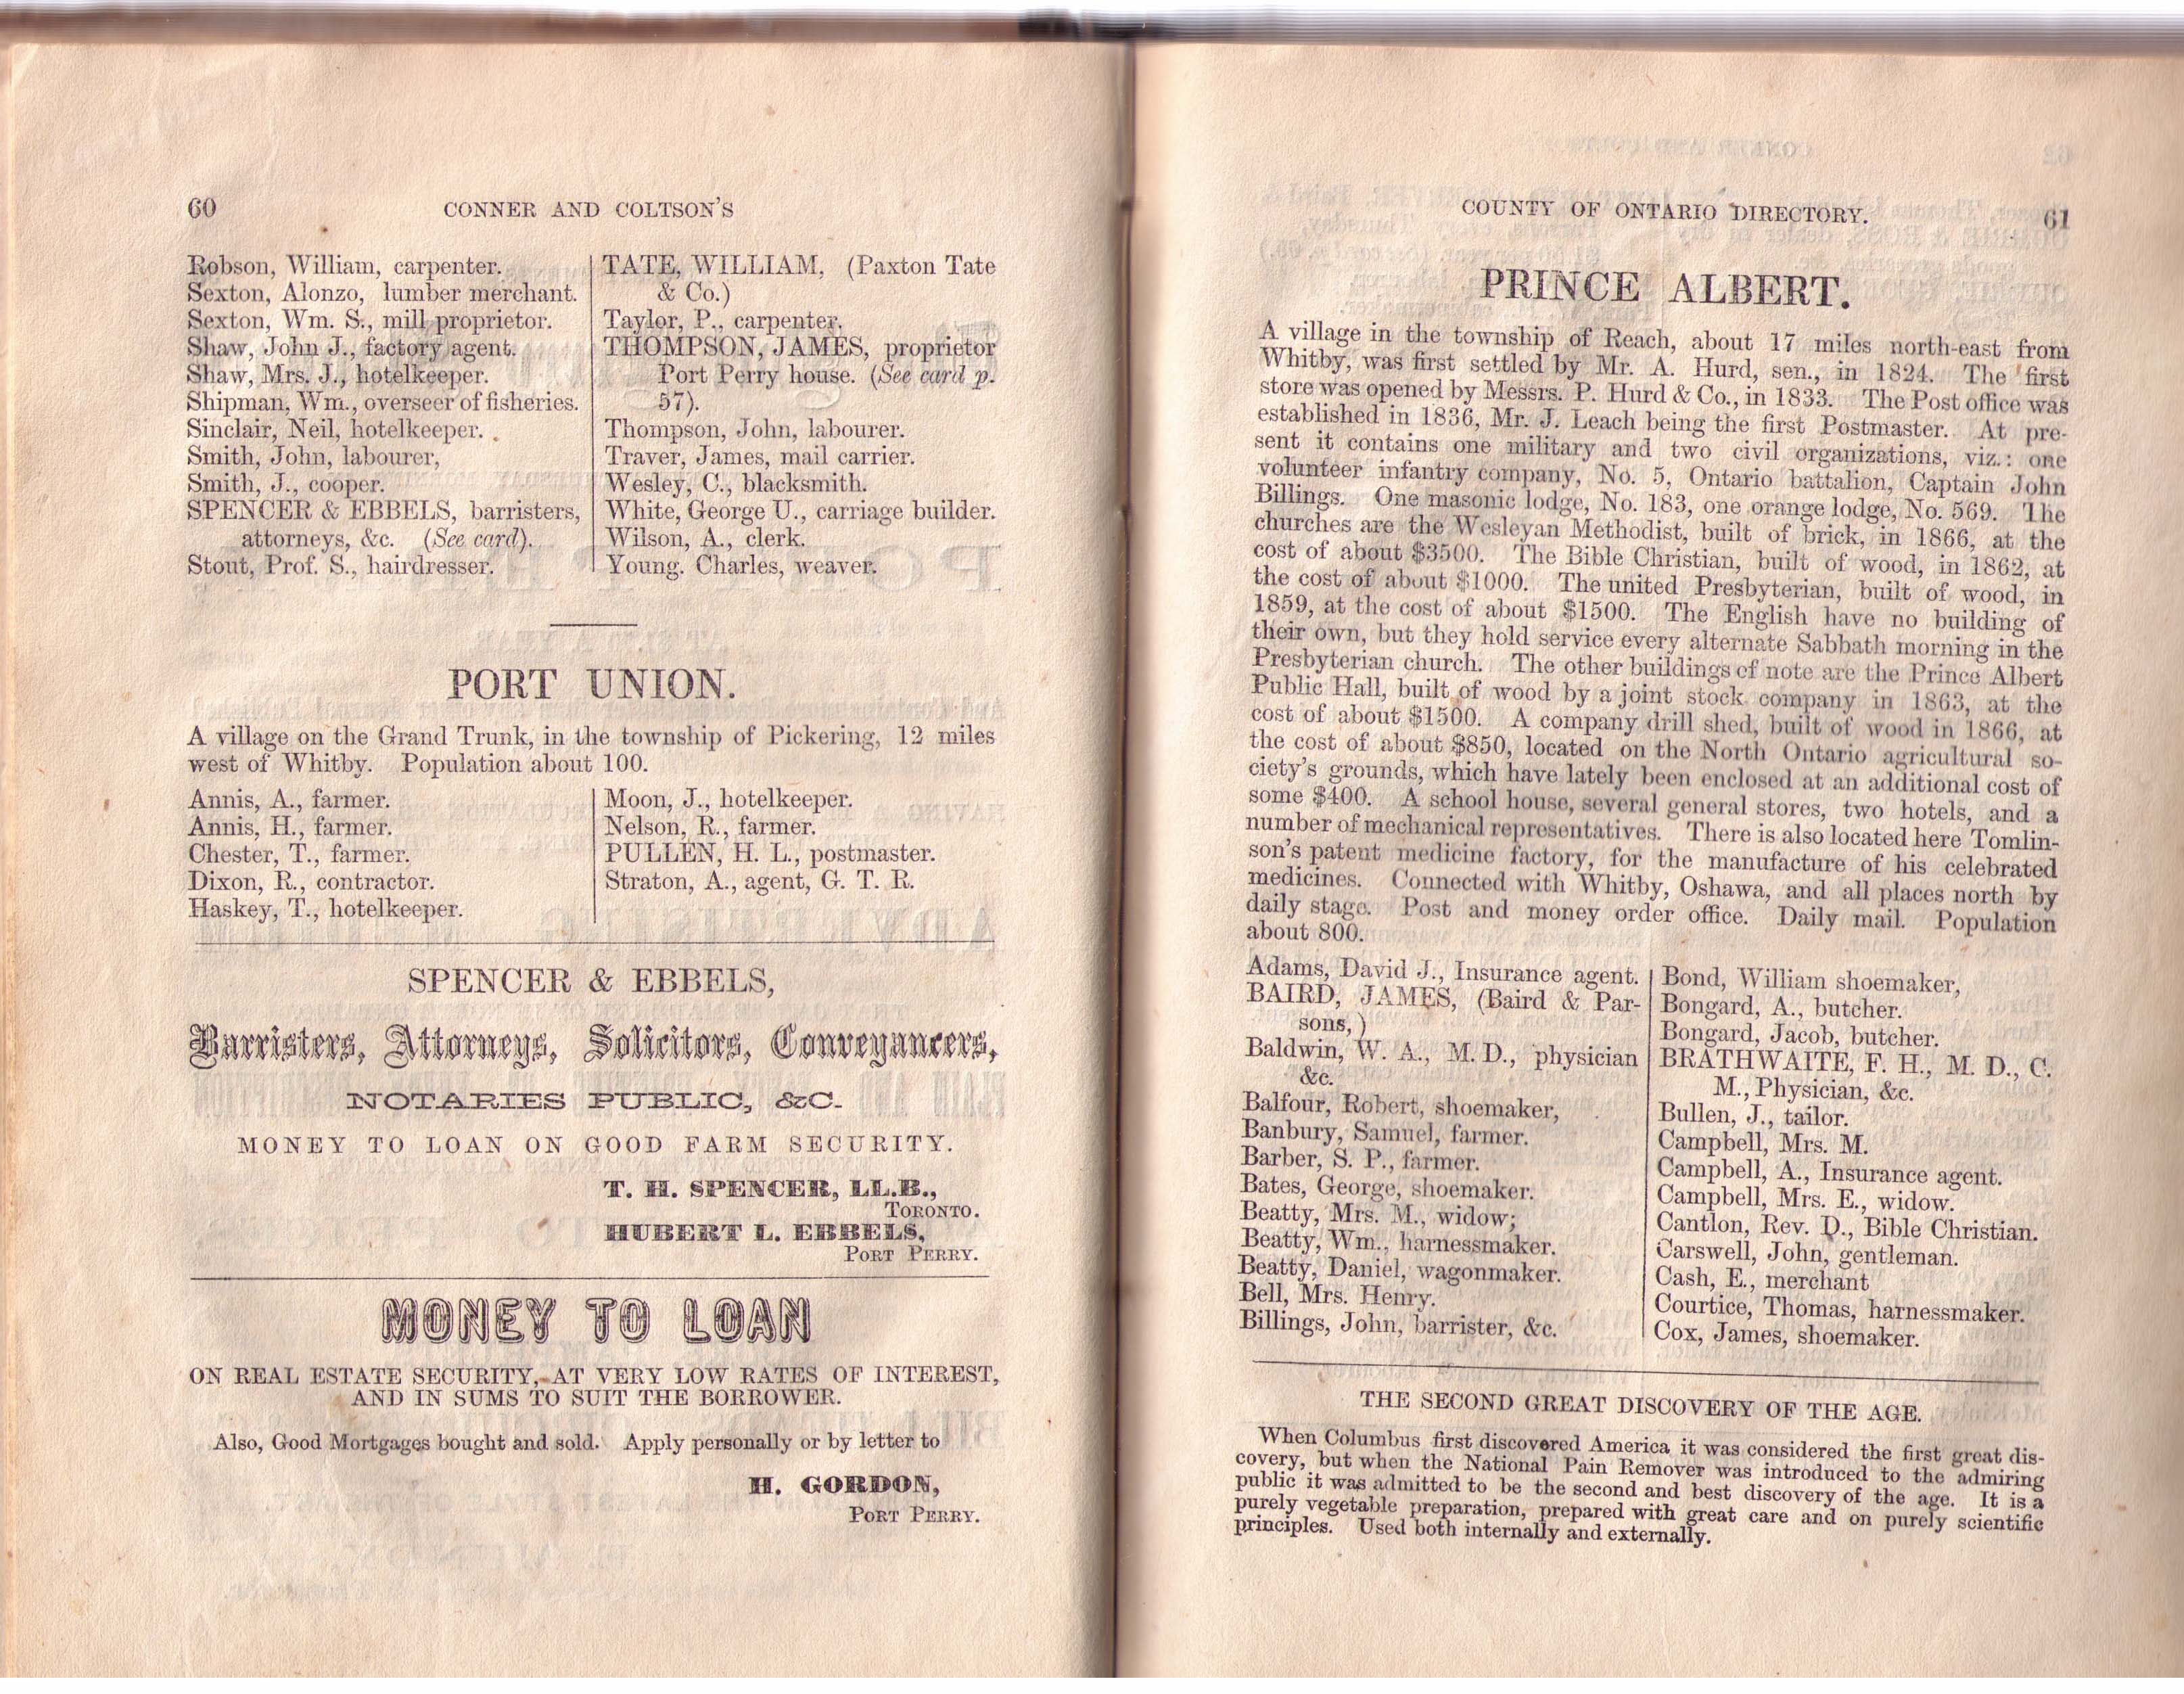 60 CONNER AND COLTSON'S
Robson, William, carpenter.
Sexton, Alonzo, lumber merchant.
Sexton, Wm. S., mill proprietor.
Shaw, John J., factory agent.
Shaw, Mrs. J., hotelkeeper.
Shipman, Wm., overseer of fisheries.
Sinclair, Neil, hotelkeeper.
Smith, John, labourer,
Smith, J., cooper.
SPENCER & EBBELS, barristers,
attorneys, &c. (See card).
Stout, Prof. S., hairdresser.
TATE, WILLIAM, (Paxton Tate
& Co.)
Taylor, P., carpenter.
THOMPSON, JAMES, proprietor
Port Perry house. (See card p.
57).
Thompson, John, labourer.
Traver, James, mail carrier.
Wesley, C., blacksmith.
White, George U., carriage builder.
Wilson, A., clerk.
Young. Charles, weaver.
PORT UNION.
A village on the Grand Trunk, in the township of Pickering, 12 miles
west of Whitby. Population about 100.
Annis, A., farmer.
Annis, H., farmer.
Chester, T., farmer.
Dixon, R., contractor.
Haskey, T., hotelkeeper.
Moon, J., hotelkeeper.
Nelson, R., farmer.
PULLEN, H. L., postmaster.
Straton, A., agent, G. T. R.
SPENCER & EBBELS,
Barristers, Attorneys, Solicitors, Conveyancers,
NOTARIES PUBLIC, &C.
MONEY TO LOAN ON GOOD FARM SECURITY.
T. H. SPENCER, LL.B.,
TORONTO.
HUBERT L. EBBELS,
PORT PERRY.
MONEY TO LOAN
ON REAL ESTATE SECURITY, AT VERY LOW RATES OF INTEREST,
AND IN SUMS TO SUIT THE BORROWER.
Also, Good Mortgages bought and sold. Apply personally or by letter to
H. GORDON,
PORT PERRY.
COUNTY OF ONTARIO DIRECTORY. 61
PRINCE ALBERT.
A village in the township of Reach, about 17 miles north-east from
Whitby, was first settled by Mr. A. Hurd, sen., in 1824. The first
store was opened by Messrs. P. Hurd & Co., in 1833. The Post office was
established in 1836, Mr. J. Leach being the first Postmaster. At pre-
sent it contains one military and two civil organizations, viz.: one
volunteer infantry company, No. 5, Ontario battalion, Captain John
Billings. One masonic lodge, No. 183, one orange lodge, No. 569. The
churches are the Wesleyan Methodist, built of brick, in 1866, at the
cost of about $3500. The Bible Christian, built of wood, in 1862, at
the cost of about $1000. The united Presbyterian, built of wood, in
1859, at the cost of about $1500. The English have no building of
their own, but they hold service every alternate Sabbath morning in the
Presbyterian church. The other buildings of note are the Prince Albert
Public Hall, built of wood by a joint stock company in 1863, at the
cost of about $1500. A company drill shed, built of wood in 1866, at
the cost of about $850, located on the North Ontario agricultural so-
ciety's grounds, which have lately been enclosed at an additional cost of
some $400. A school house, several general stores, two hotels, and a
number of mechanical representatives. There is also located here Tomlin-
son's patent medicine factory, for the manufacture of his celebrated
medicines. Connected with Whitby, Oshawa, and all places north by
daily stage. Post and money order office. Daily mail. Population
about 800.
Adams, David J., Insurance agent.
BAIRD, JAMES, (Baird & Par-
sons,)
Baldwin, W. A., M. D., physician
&c.
Balfour, Robert, shoemaker,
Banbury, Samuel, farmer.
Barber, S. P., farmer.
Bates, George, shoemaker.
Beatty, Mrs. M., widow;
Beatty, Wm., harnessmaker.
Beatty, Daniel, wagonmaker.
Bell, Mrs. Henry.
Billings, John, barrister, &c.
Bond, William shoemaker,
Bongard, A., butcher.
Bongard, Jacob, butcher.
BRATHWAITE, F. H., M. D., C.
M., Physician, &c.
Bullen, J., tailor.
Campbell, Mrs. M.
Campbell, A., Insurance agent.
Campbell, Mrs. E., widow.
Cantlon, Rev. D., Bible Christian.
Carswell, John, gentleman.
Cash, E., merchant
Courtice, Thomas, harnessmaker.
Cox, James, shoemaker.
THE SECOND GREAT DISCOVERY OF THE AGE.
When Columbus first discovered America it was considered the first great dis-
covery, but when the National Pain Remover was introduced to the admiring
public it was admitted to be the second and best discovery of the age. It is a
purely vegetable preparation, prepared with great care and on purely scientific
principles. Used both internally and externally.